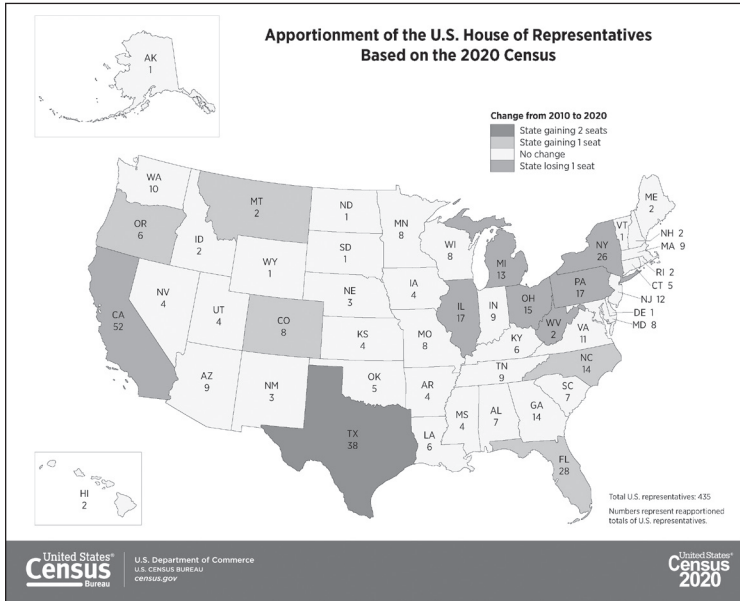 Apportionment of the U.S. House of Representatives
Based on the 2020 Census
AK
1
Change from 2010 to 2020
State gaining 2 seats
State gaining 1 seat
No change
State losing 1 seat
WA
10
OR
6
CA
52
NV
4
ID
2
MT
2
WY
1
UT
4
AZ
9
CO
8
NM
3
ND
1
SD
1
NE
3
KS
4
OK
5
TX
38
MN
8
IA
4
MO
8
AR
4
LA
6
WI
8
IL
17
MI
13
IN
9
OH
15
KY
6
TN
9
MS
4
AL
7
GA
14
FL
28
SC
7
NC
14
VA
11
WV
2
PA
17
NY
26
VT
1
ME
2
NH 2
MA 9
RI 2
CT 5
NJ 12
DE 1
MD 8
HI
2
Total U.S. representatives: 435
Numbers represent reapportioned
totals of U.S. representatives.
United States®
Census
Bureau
U.S. Department of Commerce
U.S. CENSUS BUREAU
census.gov
United States®
Census
2020